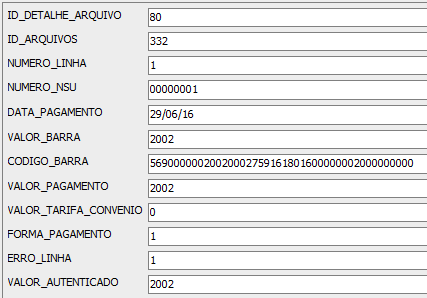 ID_DETALHE_ARQUIVO 80
ID_ARQUIVOS 332
NUMERO_LINHA 1
NUMERO_NSU 00000001
DATA_PAGAMENTO 29/06/16
VALOR_BARRA 2002
CODIGO_BARRA 56900000020020002759161801600000002000000000
VALOR_PAGAMENTO 2002
VALOR_TARIFA_CONVENIO 0
FORMA_PAGAMENTO 1
ERRO_LINHA 1
VALOR_AUTENTICADO 2002